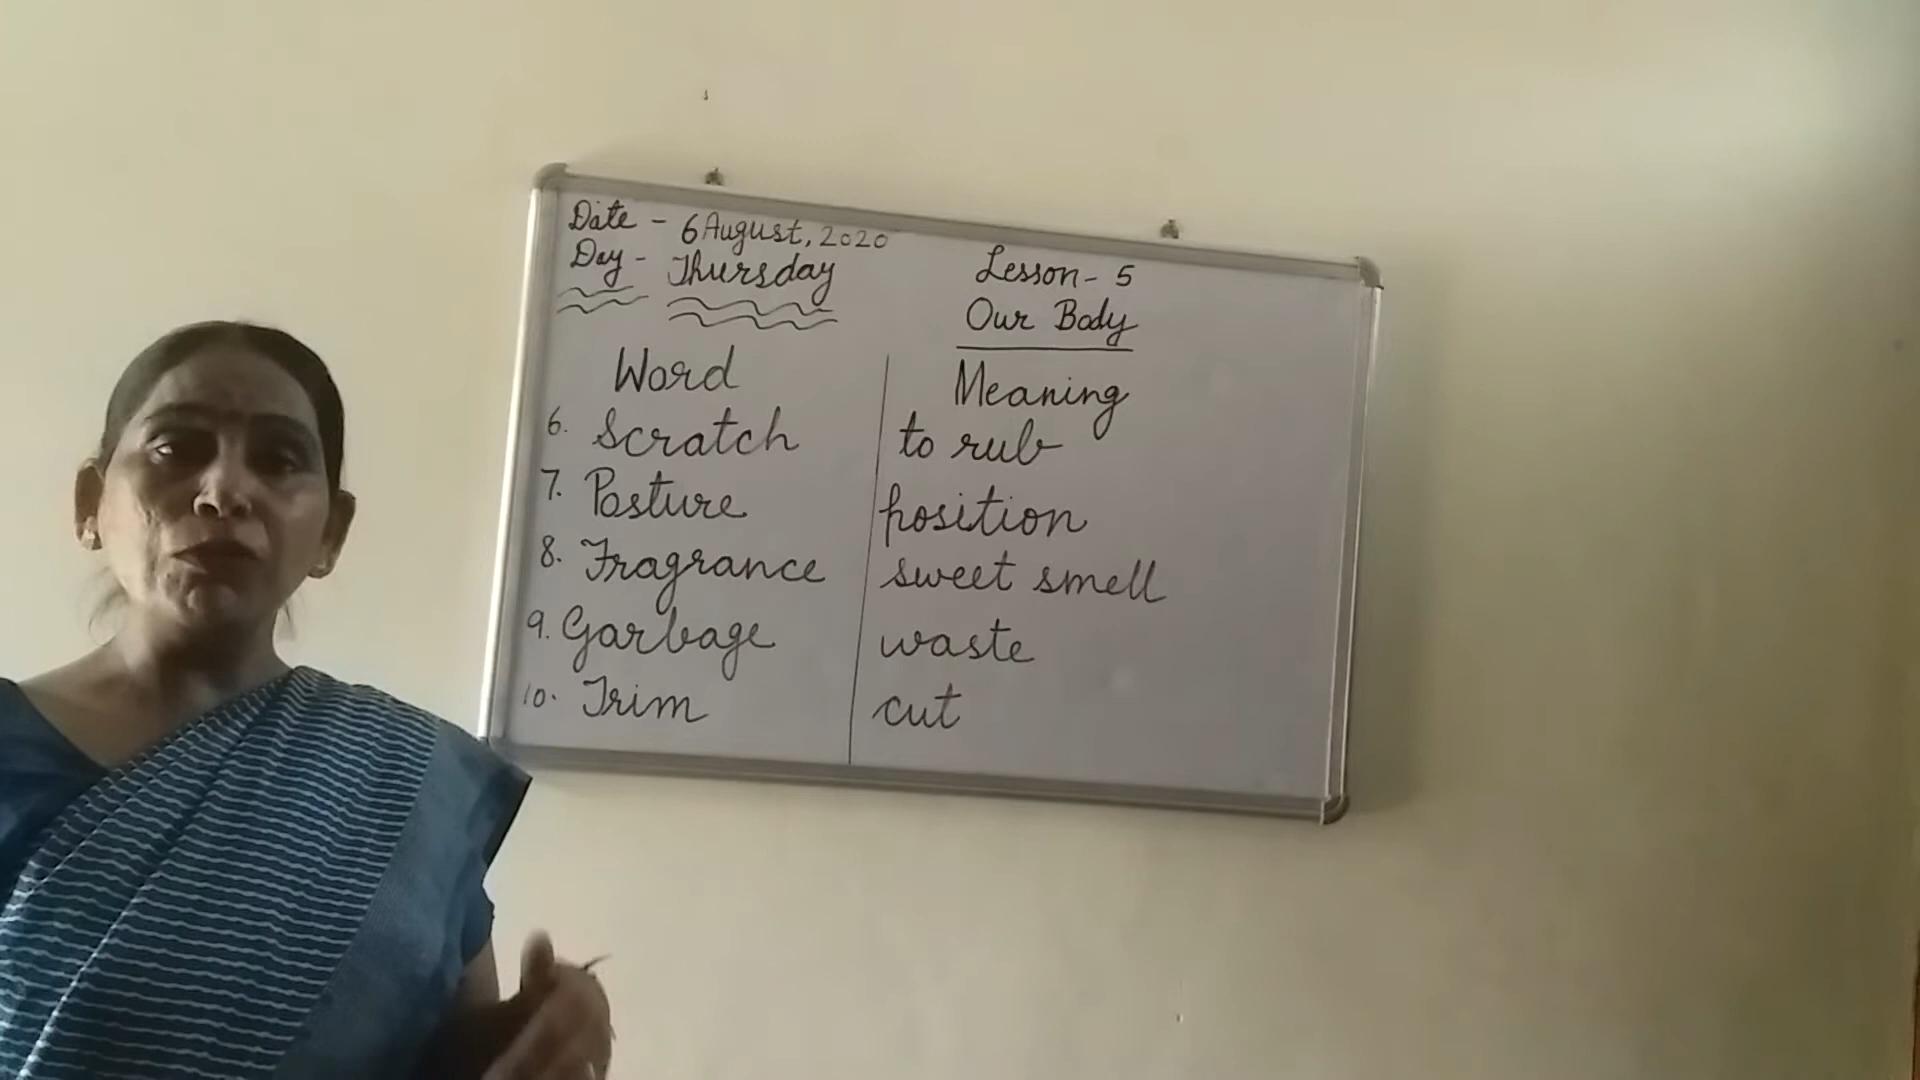 Date - 6 August, 2020
Day - Thursday
Lesson - 5
Our Body
Word Meaning
6. Scratch to rub
7. Posture position
8. Fragrance sweet smell
9. Garbage waste
10. Trim cut